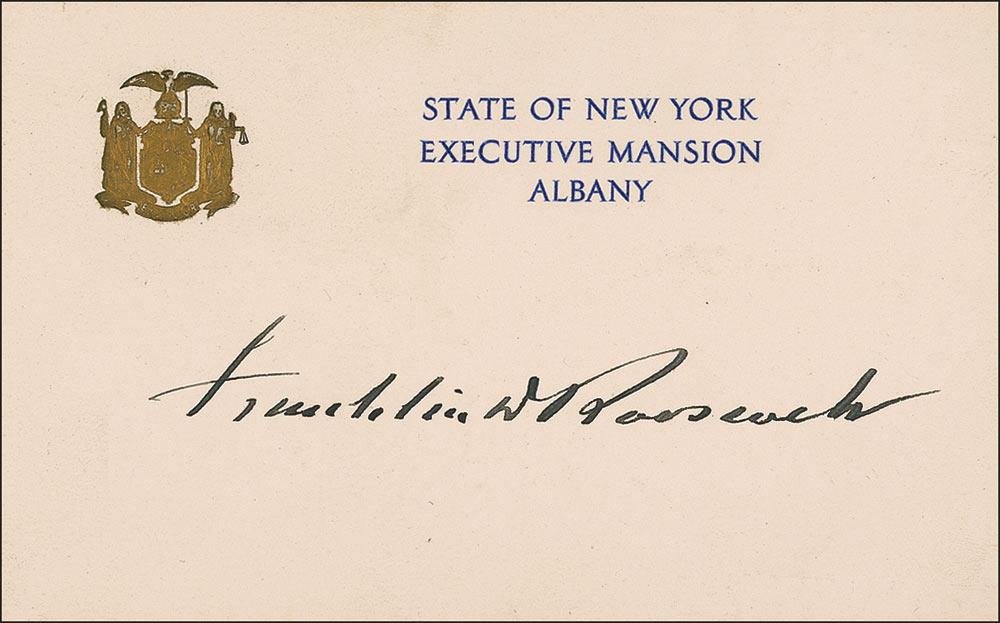 STATE OF NEW YORK
EXECUTIVE MANSION
ALBANY
Franklin D Roosevelt